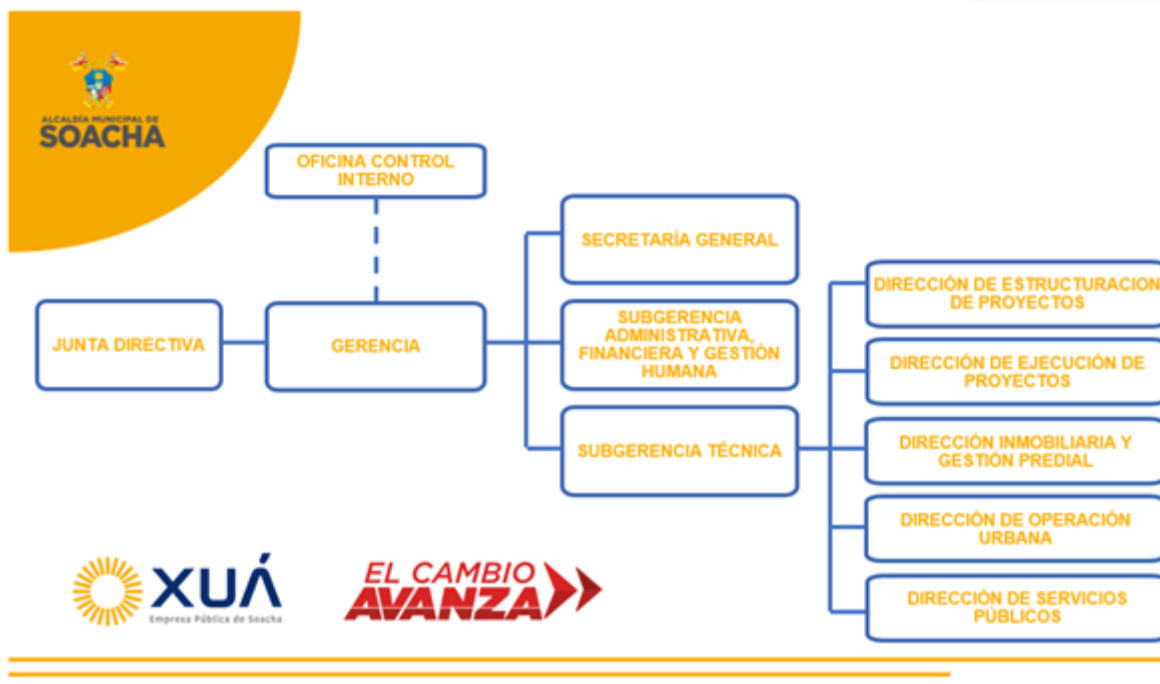 ALCALDÍA MUNICIPAL DE
SOACHA
OFICINA CONTROL
INTERNO
JUNTA DIRECTIVA
GERENCIA
SECRETARÍA GENERAL
SUBGERENCIA
ADMINISTRATIVA,
FINANCIERA Y GESTIÓN
HUMANA
SUBGERENCIA TÉCNICA
DIRECCIÓN DE ESTRUCTURACION
DE PROYECTOS
DIRECCIÓN DE EJECUCIÓN DE
PROYECTOS
DIRECCIÓN INMOBILIARIA Y
GESTIÓN PREDIAL
DIRECCIÓN DE OPERACIÓN
URBANA
DIRECCIÓN DE SERVICIOS
PÚBLICOS
XUÁ
Empresa Pública de Soacha
EL CAMBIO
AVANZA